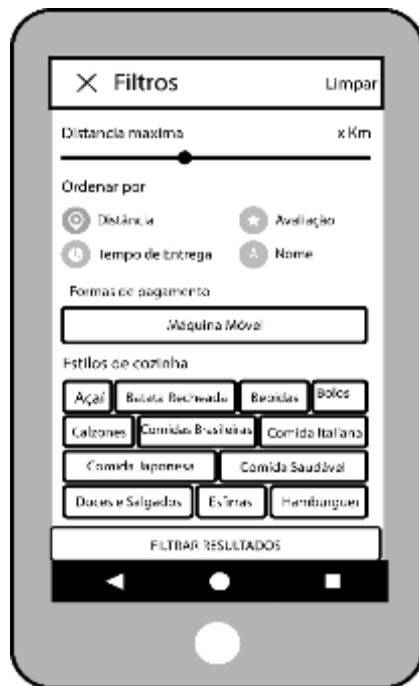 Filtros Limpar
Distancia maxima x Km
Ordenar por
Distância Avaliação
Tempo de Entrega A Nome
Formas de pagamento
Máquina Móvel
Estilos de cozinha
Açaí Batata Recheada Bebidas Bolos
Calzones Comidas Brasileiras Comida Italiana
Comida Japonesa Comida Saudável
Doces e Salgados Esfirras Hamburguer
FILTRAR RESULTADOS